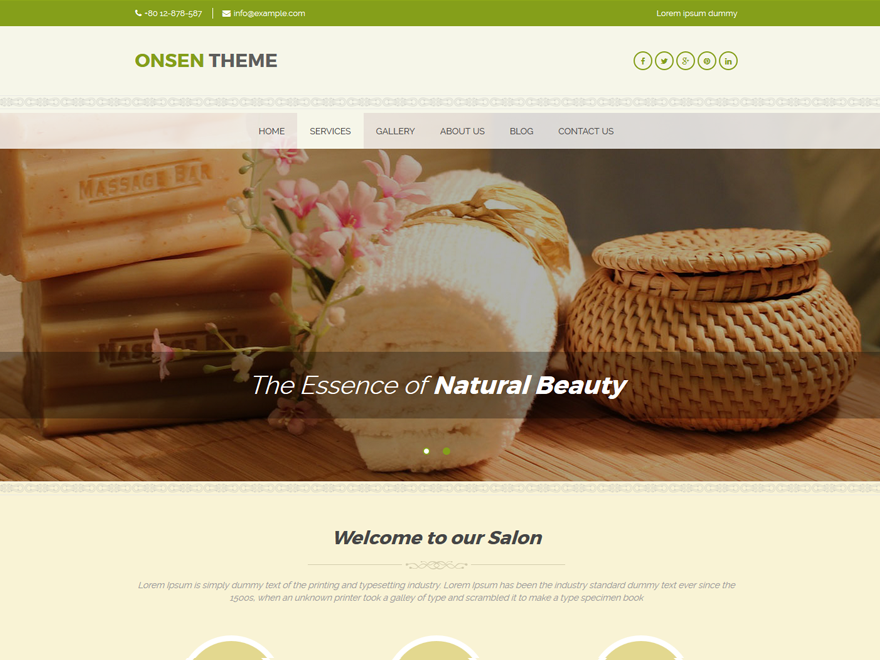 +80 12-878-587 info@example.com Lorem ipsum dummy
ONSEN THEME
HOME SERVICES GALLERY ABOUT US BLOG CONTACT US
MASSAGE BAR
MASSAGE BAR
The Essence of Natural Beauty
Welcome to our Salon
Lorem Ipsum is simply dummy text of the printing and typesetting industry. Lorem Ipsum has been the industry standard dummy text ever since the
1500s, when an unknown printer took a galley of type and scrambled it to make a type specimen book